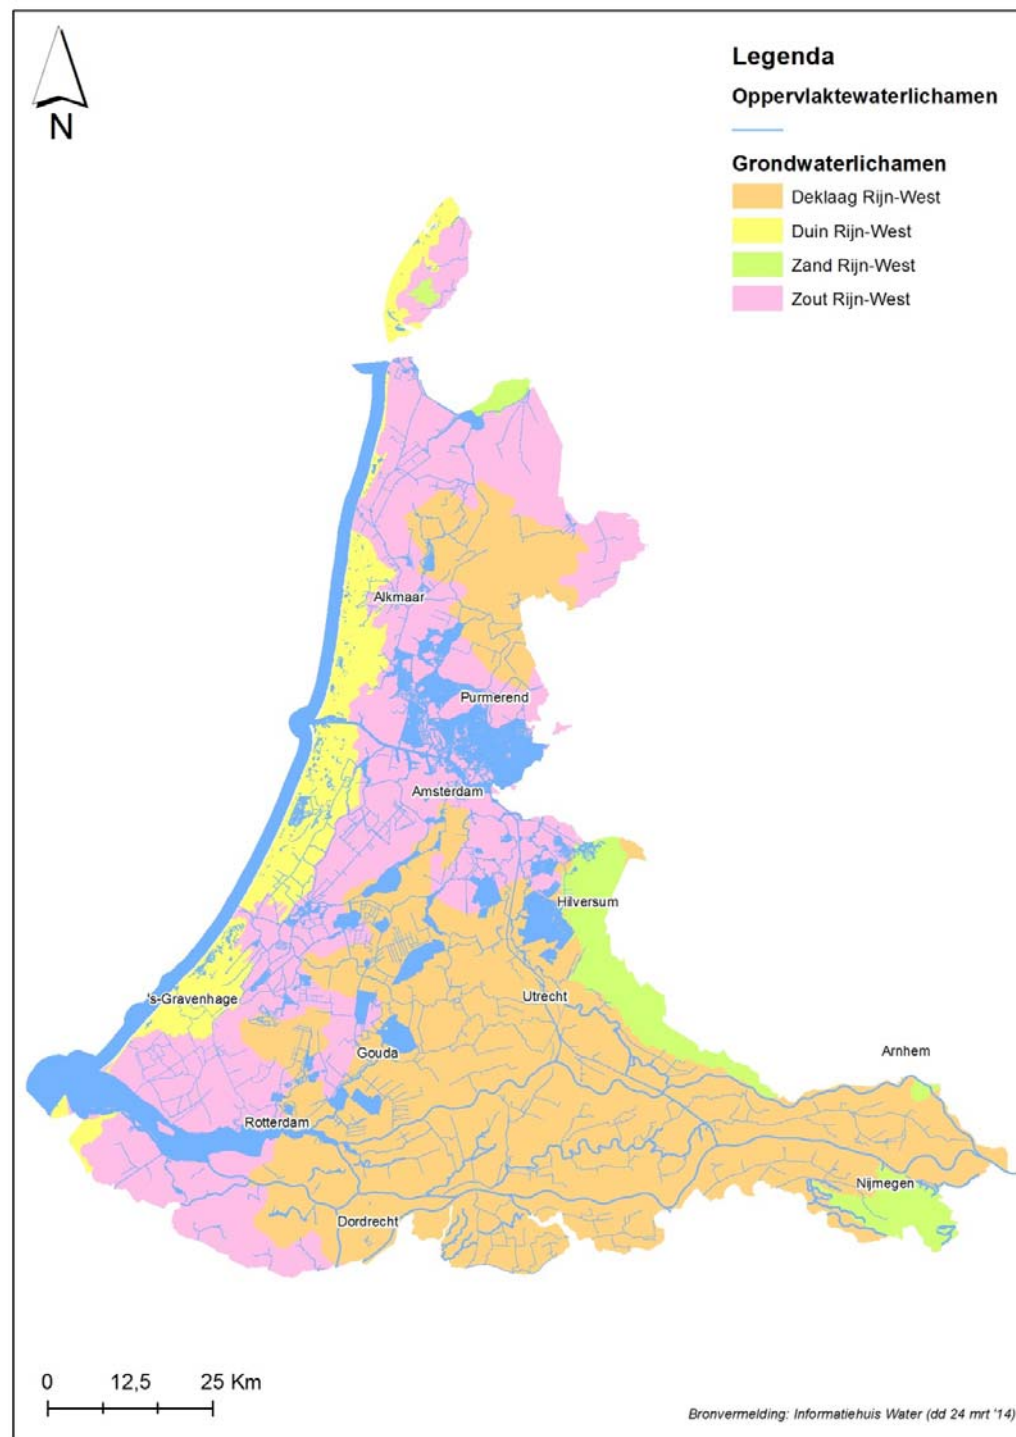 N
Legenda
Oppervlaktewaterlichamen
Grondwaterlichamen
Deklaag Rijn-West
Duin Rijn-West
Zand Rijn-West
Zout Rijn-West
Alkmaar
Purmerend
Amsterdam
Hilversum
's-Gravenhage
Utrecht
Gouda
Arnhem
Rotterdam
Nijmegen
Dordrecht
0 12,5 25 Km
Bronvermelding: Informatiehuis Water (dd 24 mrt '14)